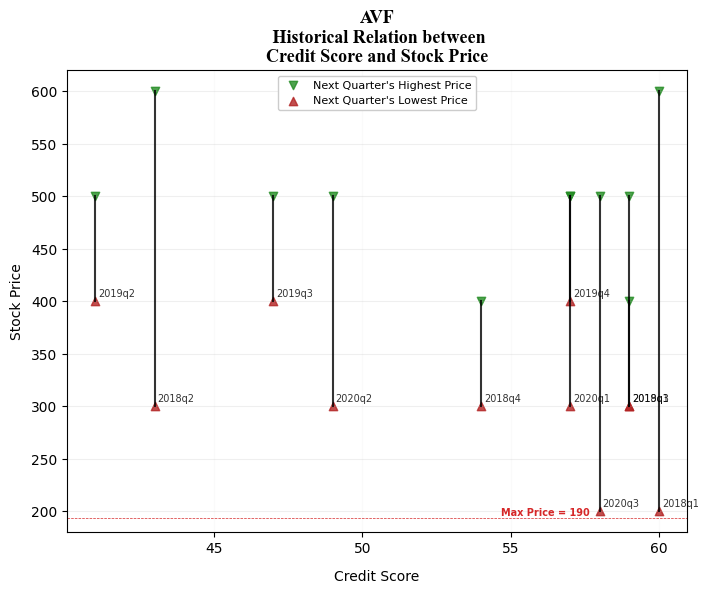 AVF
Historical Relation between
Credit Score and Stock Price
Next Quarter's Highest Price
Next Quarter's Lowest Price
600
550
500
450
400
350
300
250
200
Stock Price
2019q2
2019q3
2019q4
2018q2
2020q2
2018q4
2020q1
2020q3
2018q1
Max Price = 190
45
50
55
60
Credit Score